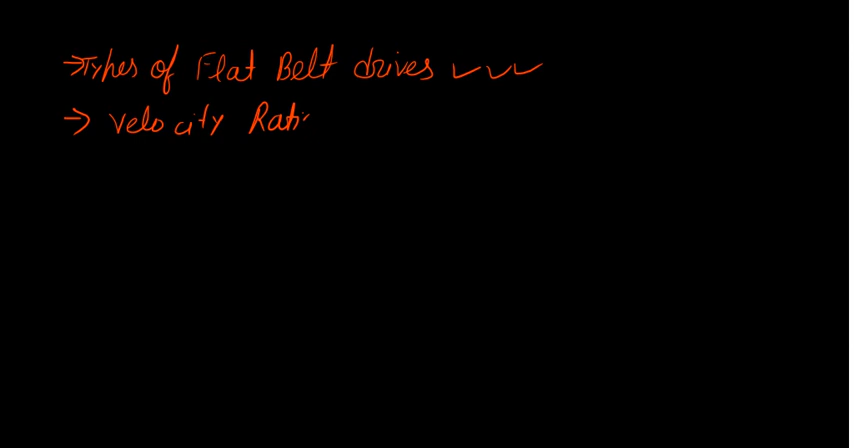 → Types of Flat Belt drives ✓ ✓ ✓
→ Velocity Rati